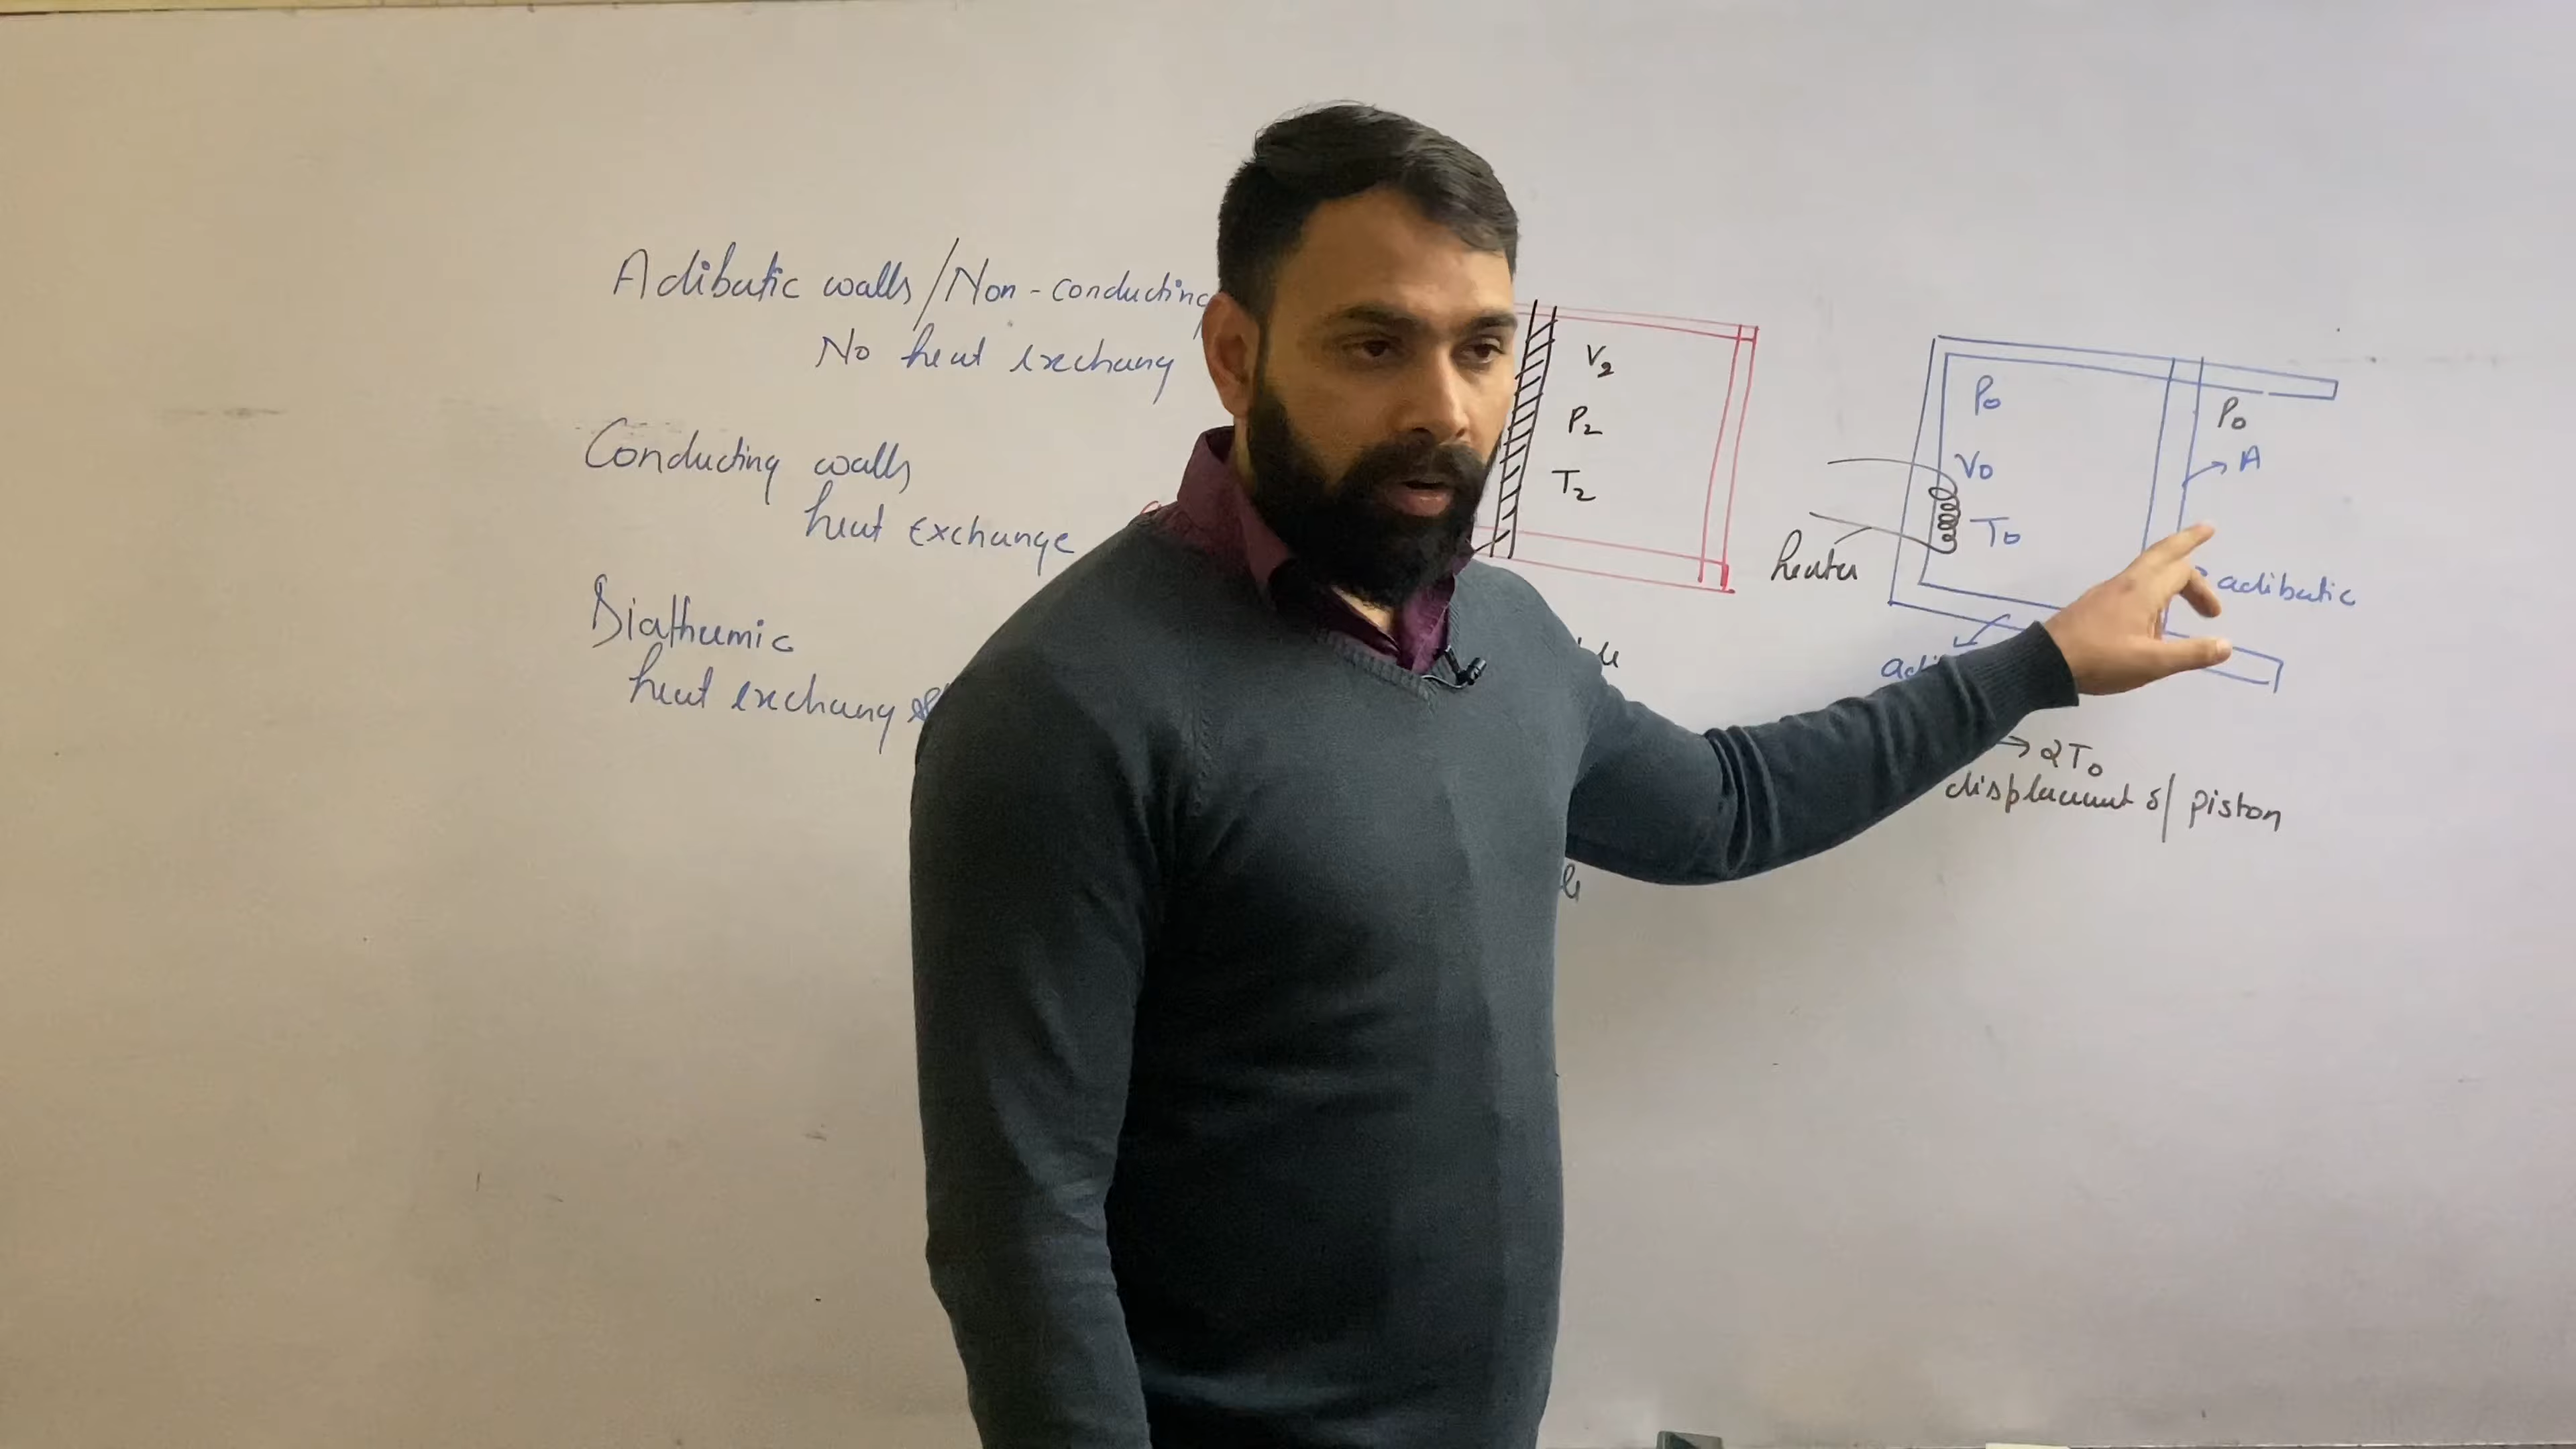 Adibatic walls/Non-conducting
No heat exchang
Conducting walls
heat Exchange
Diathumic
heat exchang
V2
P2
T2
P0
V0
T0
heater
P0
A
adibatic
→ 2T0
displacement of piston